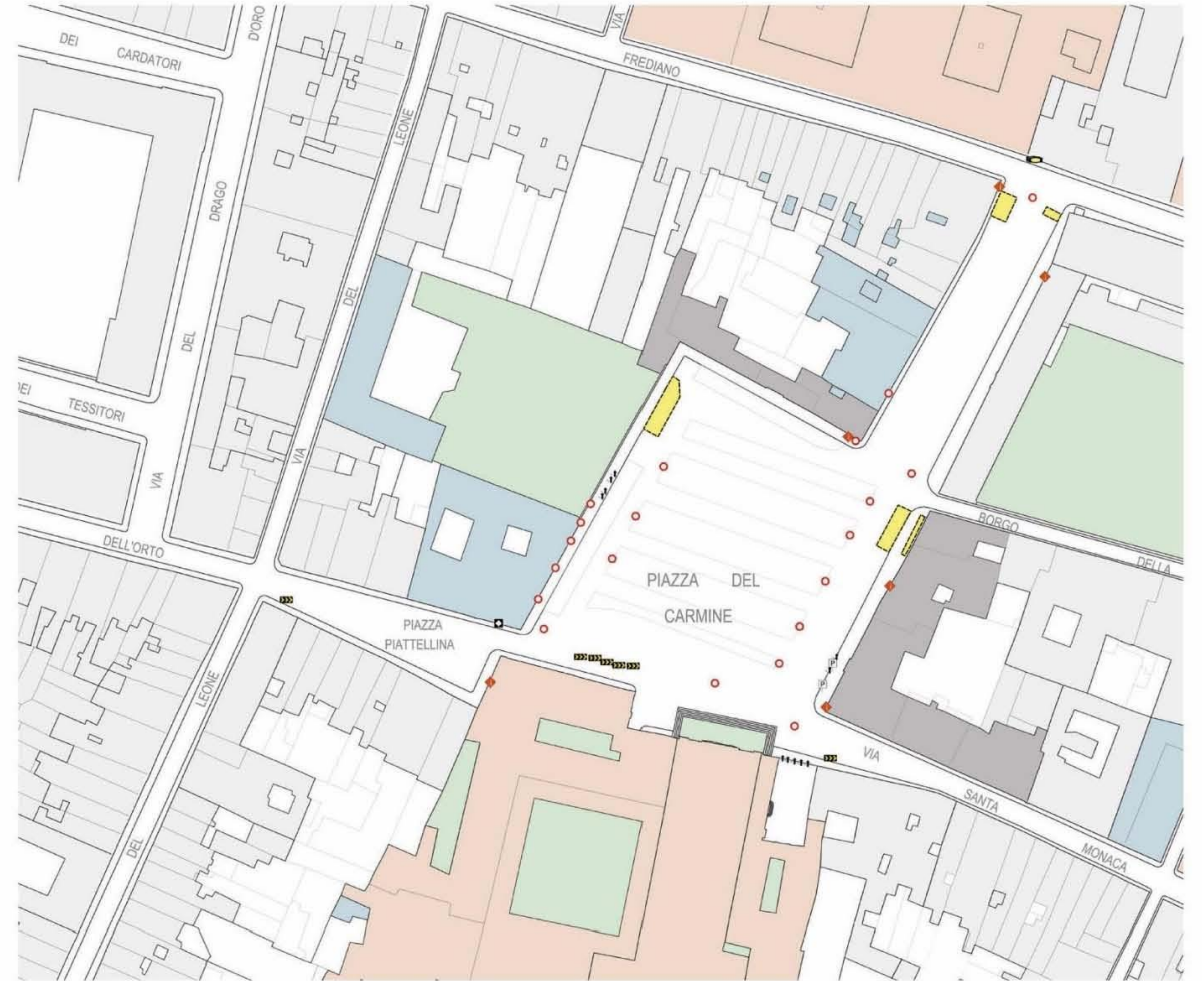 DEI
CARDATORI
D'ORO
VIA
FREDIANO
LEONE
DRAGO
DEL
DEL
DEI
TESSITORI
VIA
VIA
DELL'ORTO
PIAZZA
PIATTELLINA
PIAZZA DEL
CARMINE
BORGO
DELLA
LEONE
DEL
P
P
VIA
SANTA
MONACA